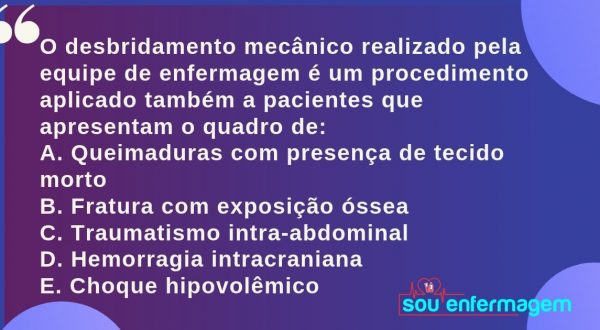 O desbridamento mecânico realizado pela
equipe de enfermagem é um procedimento
aplicado também a pacientes que
apresentam o quadro de:
A. Queimaduras com presença de tecido
morto
B. Fratura com exposição óssea
C. Traumatismo intra-abdominal
D. Hemorragia intracraniana
E. Choque hipovolêmico
sou enfermagem